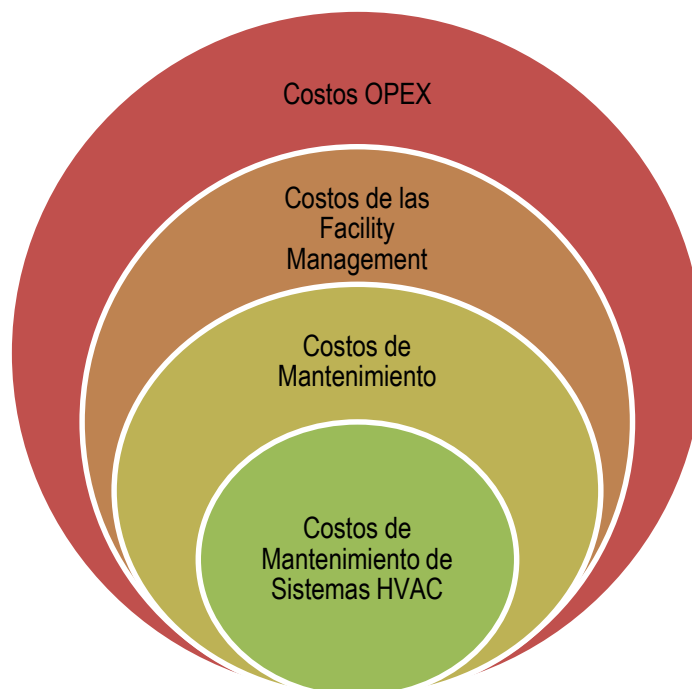 Costos OPEX
Costos de las
Facility
Management
Costos de
Mantenimiento
Costos de
Mantenimiento de
Sistemas HVAC